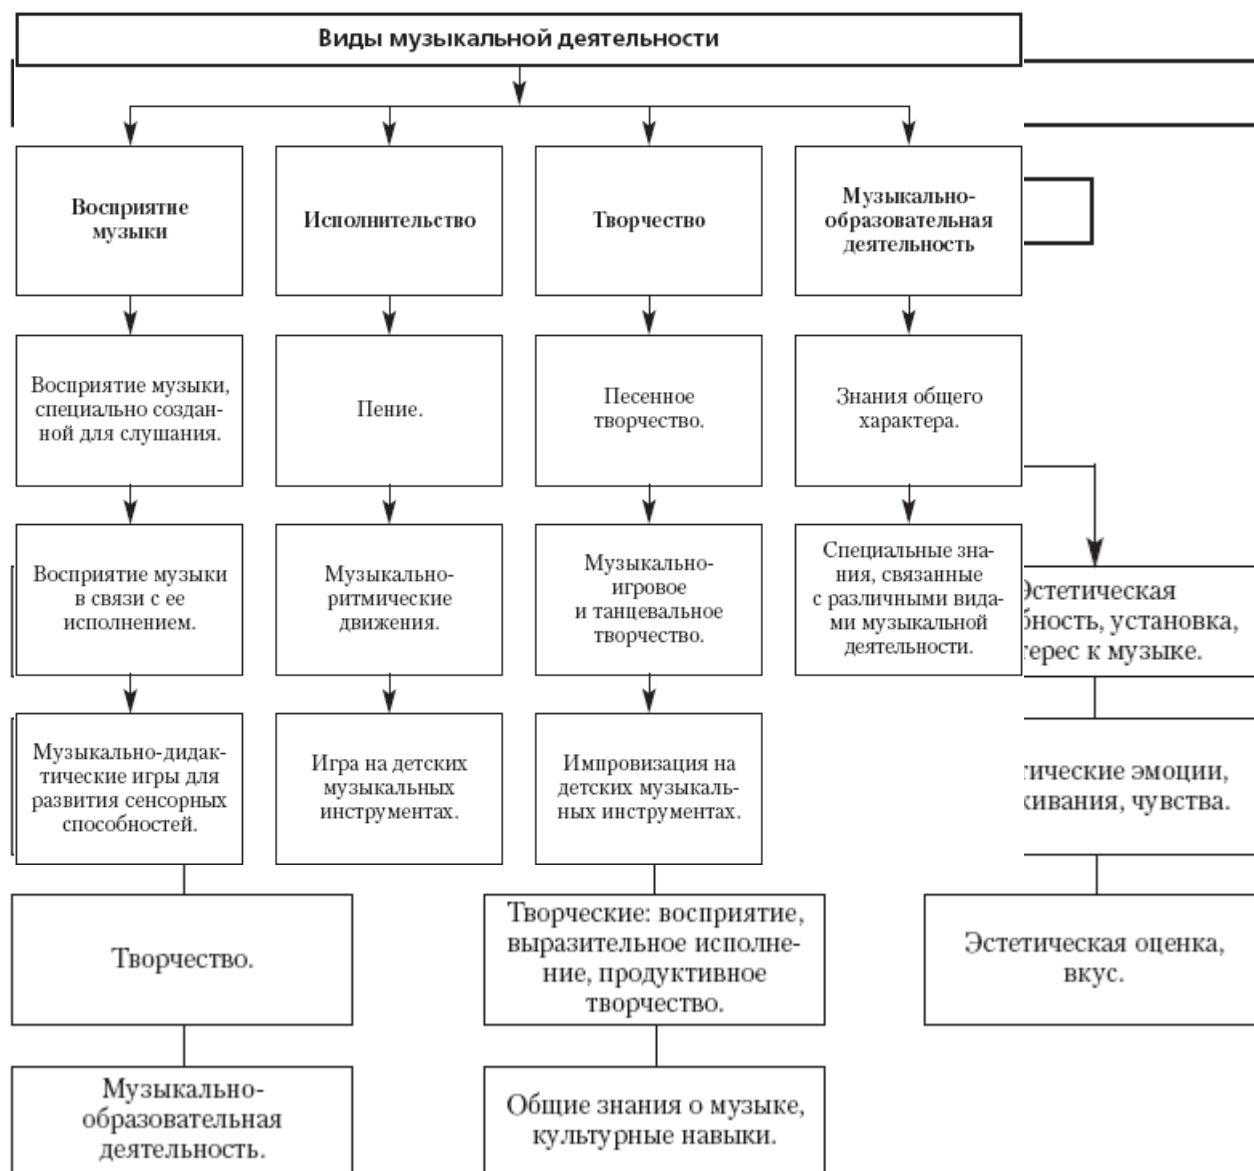 Виды музыкальной деятельности
Восприятие
музыки
Исполнительство
Творчество
Музыкально-
образовательная
деятельность
Восприятие музыки,
специально создан-
ной для слушания.
Пение.
Песенное
творчество.
Знания общего
характера.
Восприятие музыки
в связи с ее
исполнением.
Музыкально-
ритмические
движения.
Музыкально-
игровое
и танцевальное
творчество.
Специальные зна-
ния, связанные
с различными вида-
ми музыкальной
деятельности.
Эстетическая
установка,
к музыке.
Музыкально-дидак-
тические игры для
развития сенсорных
способностей.
Игра на детских
музыкальных
инструментах.
Импровизация на
детских музыкаль-
ных инструментах.
эмоции,
чувства.
Творчество.
Творческие: восприятие,
выразительное исполне-
ние, продуктивное
творчество.
Эстетическая оценка,
вкус.
Музыкально-
образовательная
деятельность.
Общие знания о музыке,
культурные навыки.